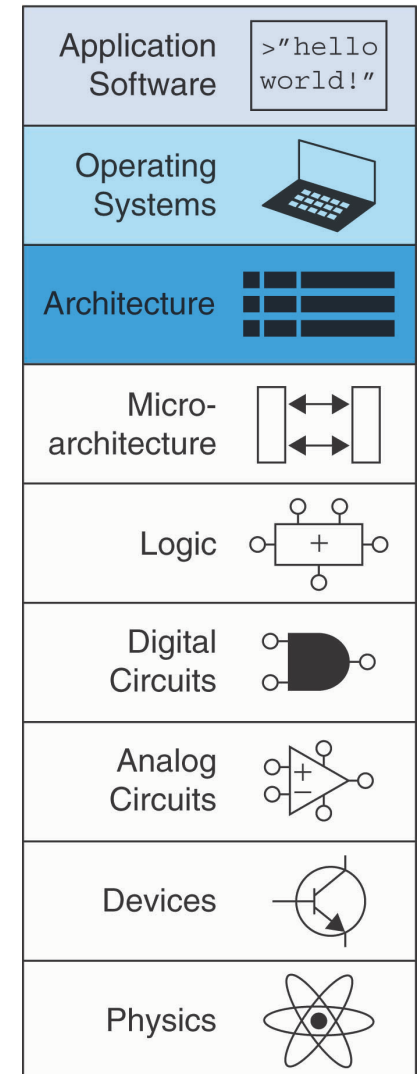 Application
Software
>"hello
world!"
Operating
Systems
Architecture
Micro-
architecture
Logic
+
Digital
Circuits
Analog
Circuits
+
−
Devices
Physics